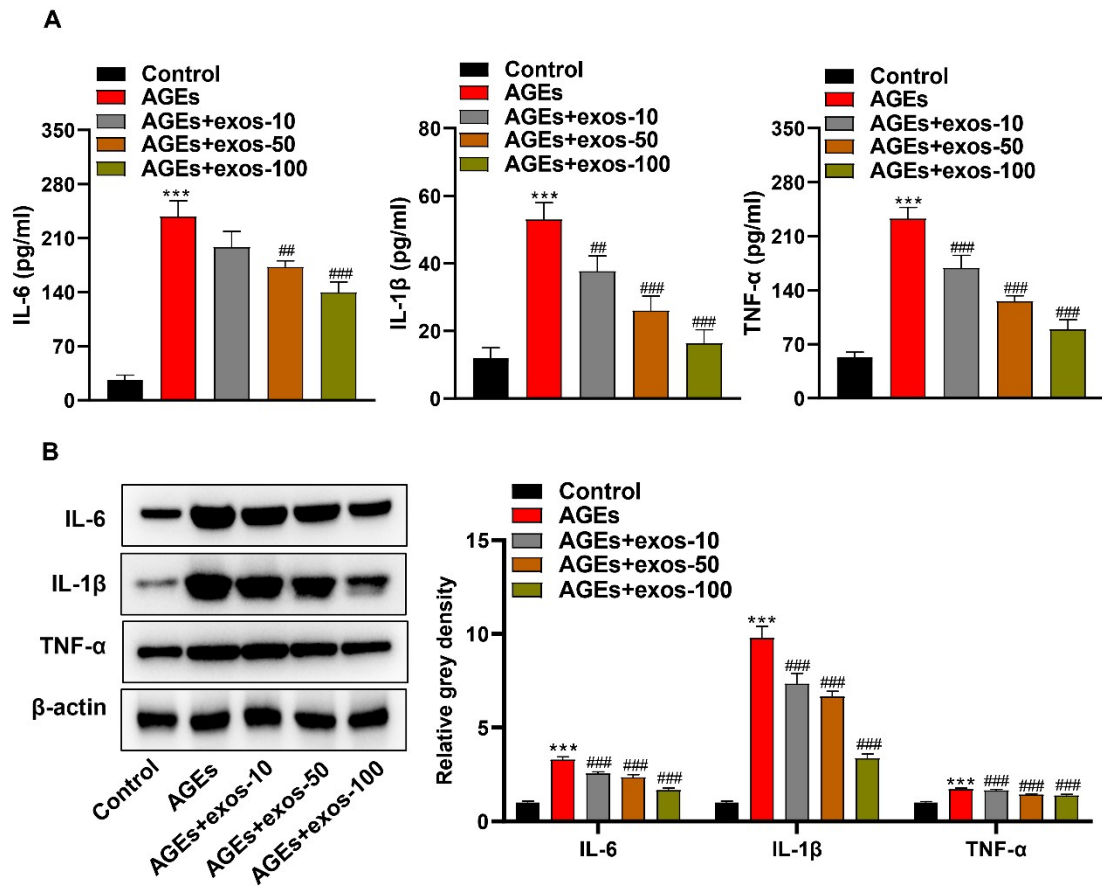 A
Control
AGEs
AGEs+exos-10
AGEs+exos-50
AGEs+exos-100
IL-6 (pg/ml)
350
280
210
140
70
0
***
##
###
Control
AGEs
AGEs+exos-10
AGEs+exos-50
AGEs+exos-100
IL-1β (pg/ml)
80
60
40
20
0
***
##
###
###
Control
AGEs
AGEs+exos-10
AGEs+exos-50
AGEs+exos-100
TNF-α (pg/ml)
350
280
210
140
70
0
***
###
###
###
B
IL-6
IL-1β
TNF-α
β-actin
Control
AGEs
AGEs+exos-10
AGEs+exos-50
AGEs+exos-100
Control
AGEs
AGEs+exos-10
AGEs+exos-50
AGEs+exos-100
Relative grey density
15
10
5
0
***
###
###
###
***
###
###
###
***
###
###
###
IL-6
IL-1β
TNF-α